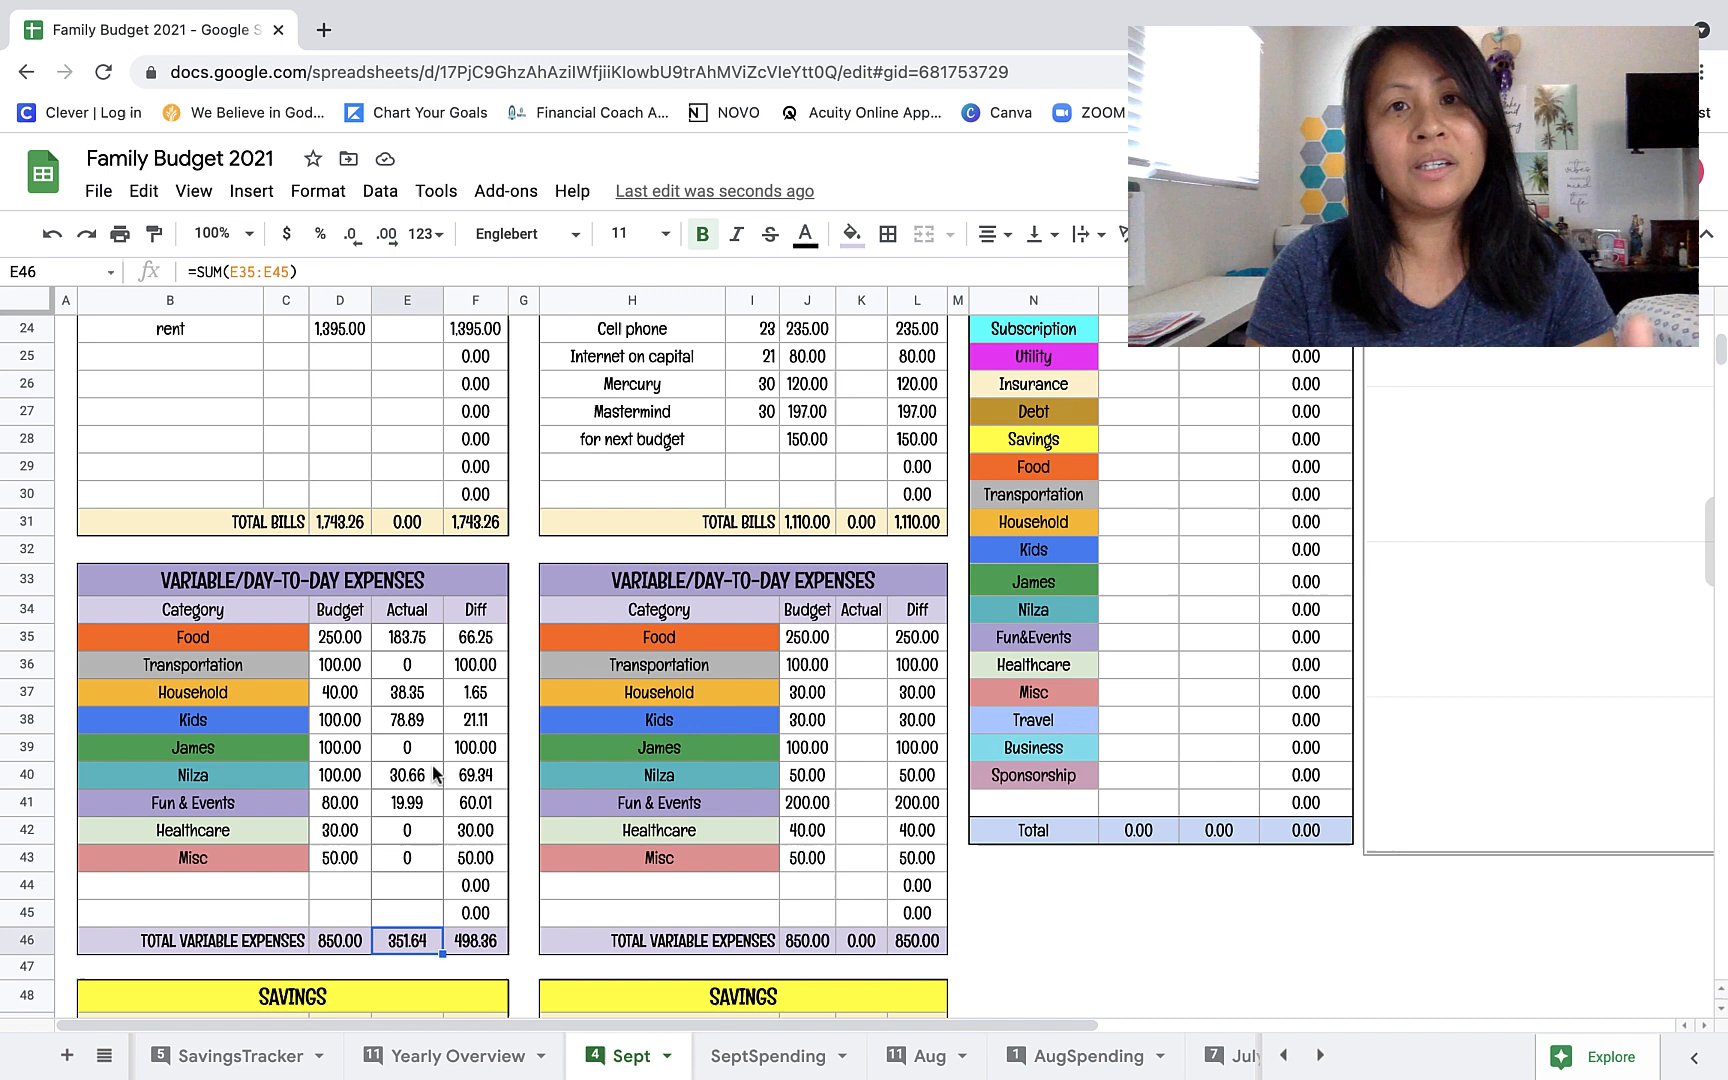 Family Budget 2021 - Google S
docs.google.com/spreadsheets/d/17PjC9GhzAhAziIWfjiiKIowbU9trAhMViZcVIeYtt0Q/edit#gid=681753729
Clever | Log in We Believe in God... Chart Your Goals Financial Coach A... NOVO Acuity Online App... Canva ZOOM
st
Family Budget 2021
File Edit View Insert Format Data Tools Add-ons Help Last edit was seconds ago
100% $ % .0 .00 123 Englebert 11 B I S A
E46 fx =SUM(E35:E45)
A B C D E F G H I J K L M N
24 rent 1,395.00 1,395.00 Cell phone 23 235.00 235.00 Subscription
25 0.00 Internet on capital 21 80.00 80.00 Utility 0.00
26 0.00 Mercury 30 120.00 120.00 Insurance 0.00
27 0.00 Mastermind 30 197.00 197.00 Debt 0.00
28 0.00 for next budget 150.00 150.00 Savings 0.00
29 0.00 0.00 Food 0.00
30 0.00 0.00 Transportation 0.00
31 TOTAL BILLS 1,743.26 0.00 1,743.26 TOTAL BILLS 1,110.00 0.00 1,110.00 Household 0.00
32 Kids 0.00
33 VARIABLE/DAY-TO-DAY EXPENSES VARIABLE/DAY-TO-DAY EXPENSES James 0.00
34 Category Budget Actual Diff Category Budget Actual Diff Nilza 0.00
35 Food 250.00 183.75 66.25 Food 250.00 250.00 Fun&Events 0.00
36 Transportation 100.00 0 100.00 Transportation 100.00 100.00 Healthcare 0.00
37 Household 40.00 38.35 1.65 Household 30.00 30.00 Misc 0.00
38 Kids 100.00 78.89 21.11 Kids 30.00 30.00 Travel 0.00
39 James 100.00 0 100.00 James 100.00 100.00 Business 0.00
40 Nilza 100.00 30.66 69.34 Nilza 50.00 50.00 Sponsorship 0.00
41 Fun & Events 80.00 19.99 60.01 Fun & Events 200.00 200.00 0.00
42 Healthcare 30.00 0 30.00 Healthcare 40.00 40.00 Total 0.00 0.00 0.00
43 Misc 50.00 0 50.00 Misc 50.00 50.00
44 0.00 0.00
45 0.00 0.00
46 TOTAL VARIABLE EXPENSES 850.00 351.64 498.36 TOTAL VARIABLE EXPENSES 850.00 0.00 850.00
47
48 SAVINGS SAVINGS
5 SavingsTracker 11 Yearly Overview 4 Sept SeptSpending 11 Aug 1 AugSpending 7 July Explore